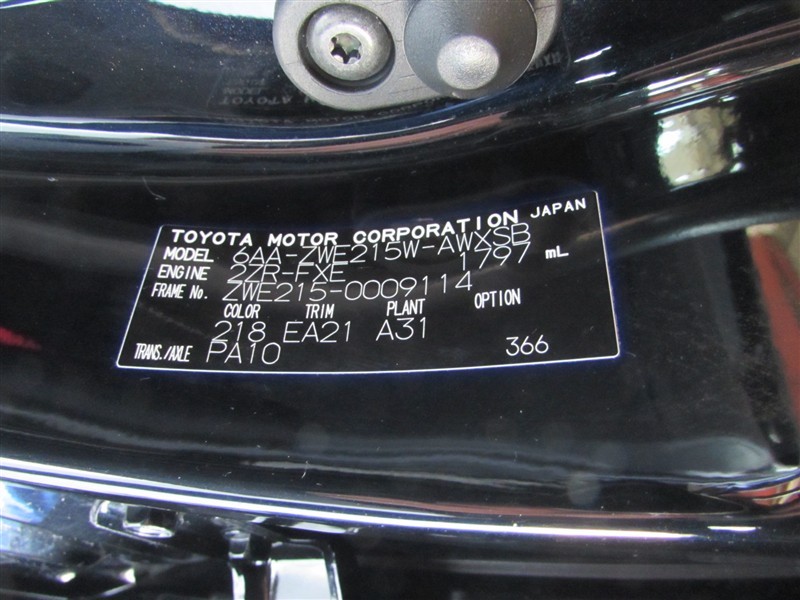 TOYOTA MOTOR CORPORATION JAPAN
MODEL 6AA-ZWE215W-AWXSB
ENGINE 2ZR-FXE 1797 mL
FRAME No. ZWE215-0009114
COLOR TRIM PLANT OPTION
218 EA21 A31
TRANS./AXLE PA10 366